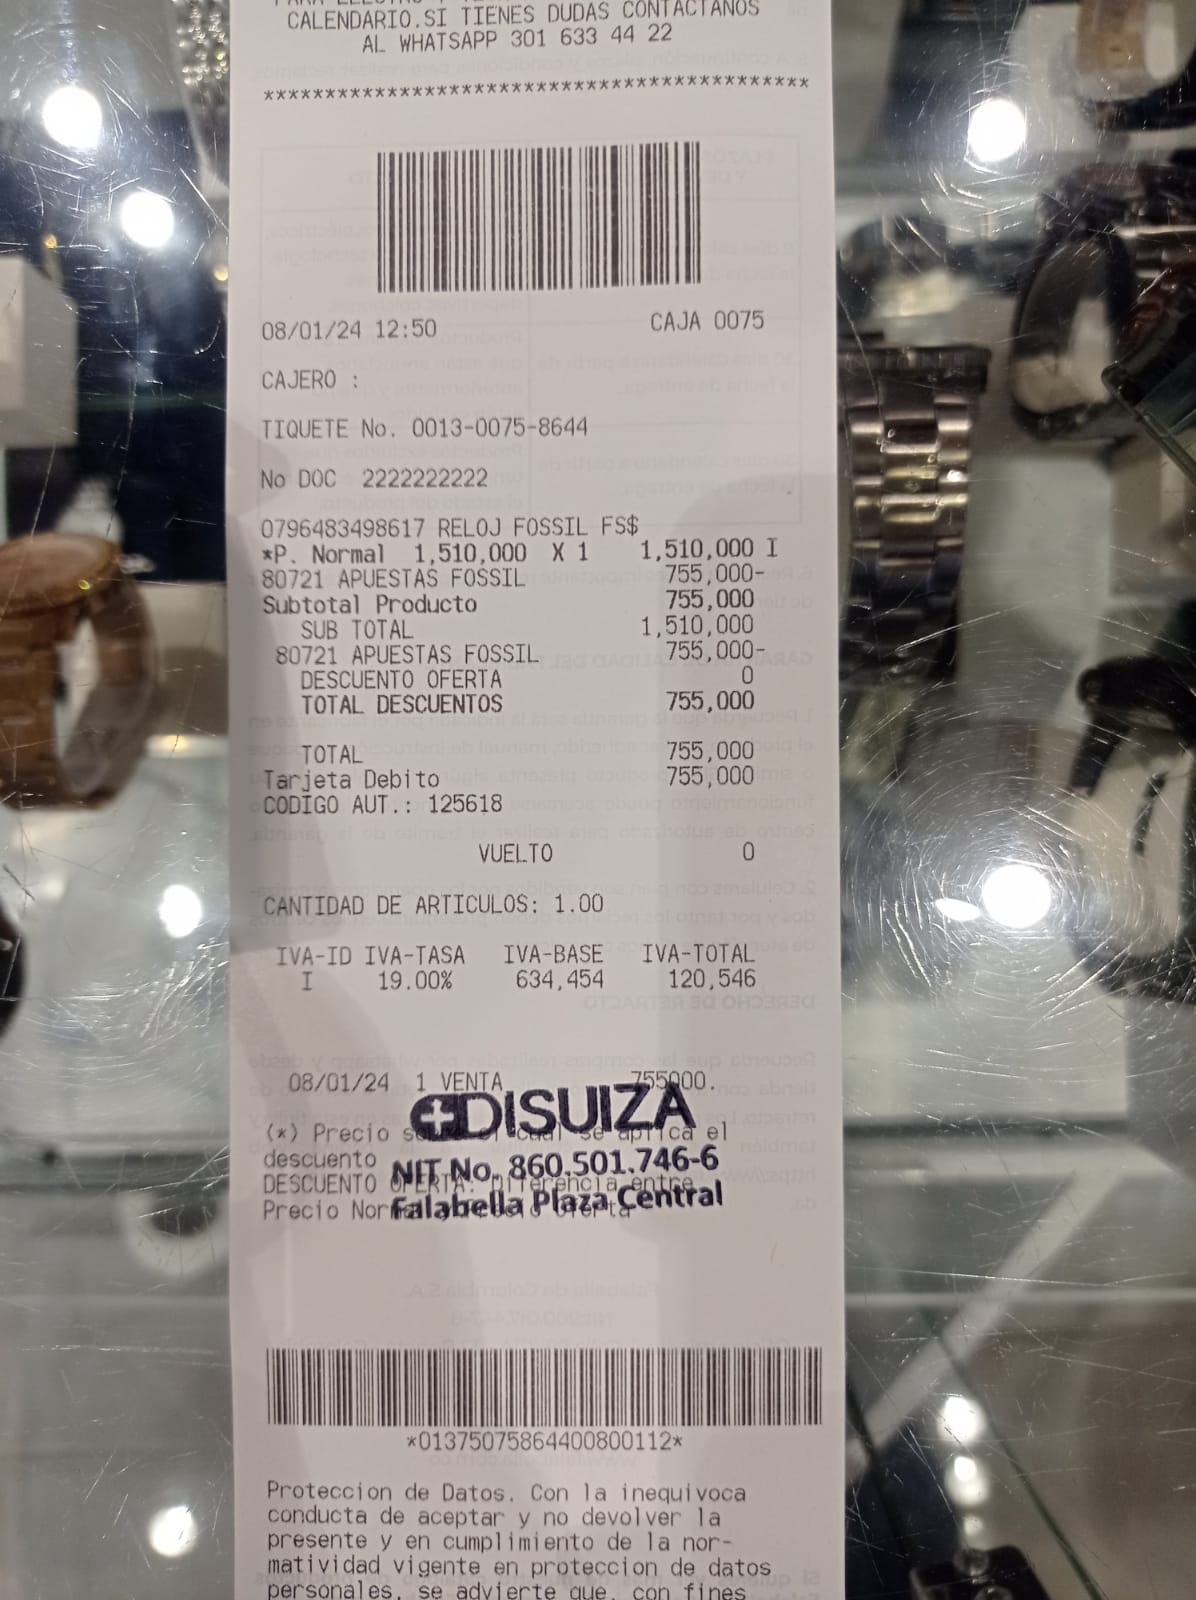 CALENDARIO.SI TIENES DUDAS CONTACTANOS
AL WHATSAPP 301 633 44 22
********************************************
08/01/24 12:50 CAJA 0075
CAJERO :
TIQUETE No. 0013-0075-8644
No DOC 2222222222
0796483498617 RELOJ FOSSIL FS$
*P. Normal 1,510,000 X 1 1,510,000 I
80721 APUESTAS FOSSIL 755,000-
Subtotal Producto 755,000
SUB TOTAL 1,510,000
80721 APUESTAS FOSSIL 755,000-
DESCUENTO OFERTA 0
TOTAL DESCUENTOS 755,000
TOTAL 755,000
Tarjeta Debito 755,000
CODIGO AUT.: 125618
VUELTO 0
CANTIDAD DE ARTICULOS: 1.00
IVA-ID IVA-TASA IVA-BASE IVA-TOTAL
I 19.00% 634,454 120,546
08/01/24 1 VENTA 755000.
DISUIZA
(*) Precio se aplica el
descuento
NIT No. 860.501.746-6
DESCUENTO OFERTA: Diferencia entre
Precio
Falabella Plaza Central
*01375075864400800112*
Proteccion de Datos. Con la inequivoca
conducta de aceptar y no devolver la
presente y en cumplimiento de la nor-
matividad vigente en proteccion de datos
personales, se advierte que, con fines